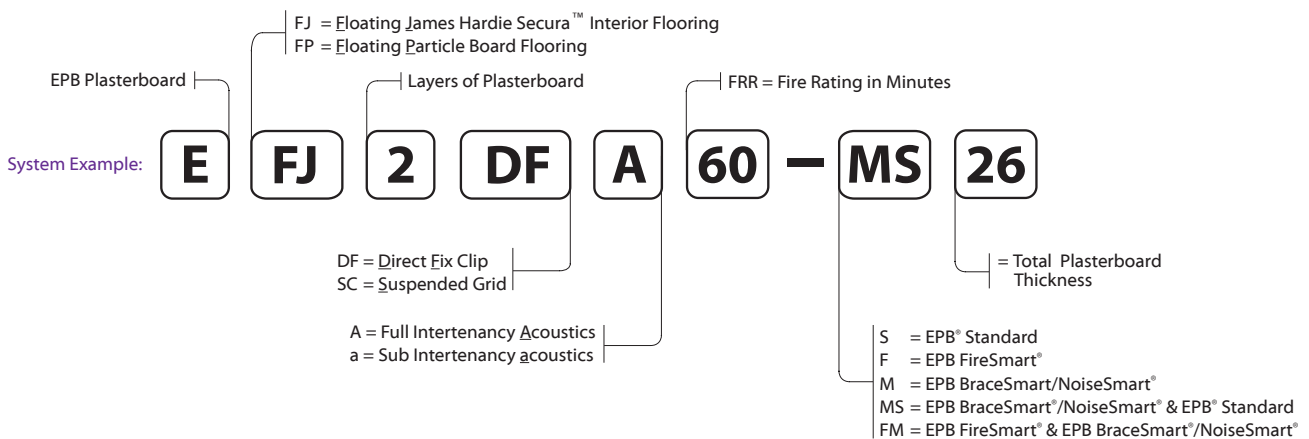 FJ = Floating James Hardie Secura™ Interior Flooring
FP = Floating Particle Board Flooring
EPB Plasterboard
Layers of Plasterboard
FRR = Fire Rating in Minutes
System Example: E FJ 2 DF A 60 – MS 26
DF = Direct Fix Clip
SC = Suspended Grid
= Total Plasterboard
Thickness
A = Full Intertenancy Acoustics
a = Sub Intertenancy acoustics
S = EPB® Standard
F = EPB FireSmart®
M = EPB BraceSmart/NoiseSmart®
MS = EPB BraceSmart®/NoiseSmart® & EPB® Standard
FM = EPB FireSmart® & EPB BraceSmart®/NoiseSmart®